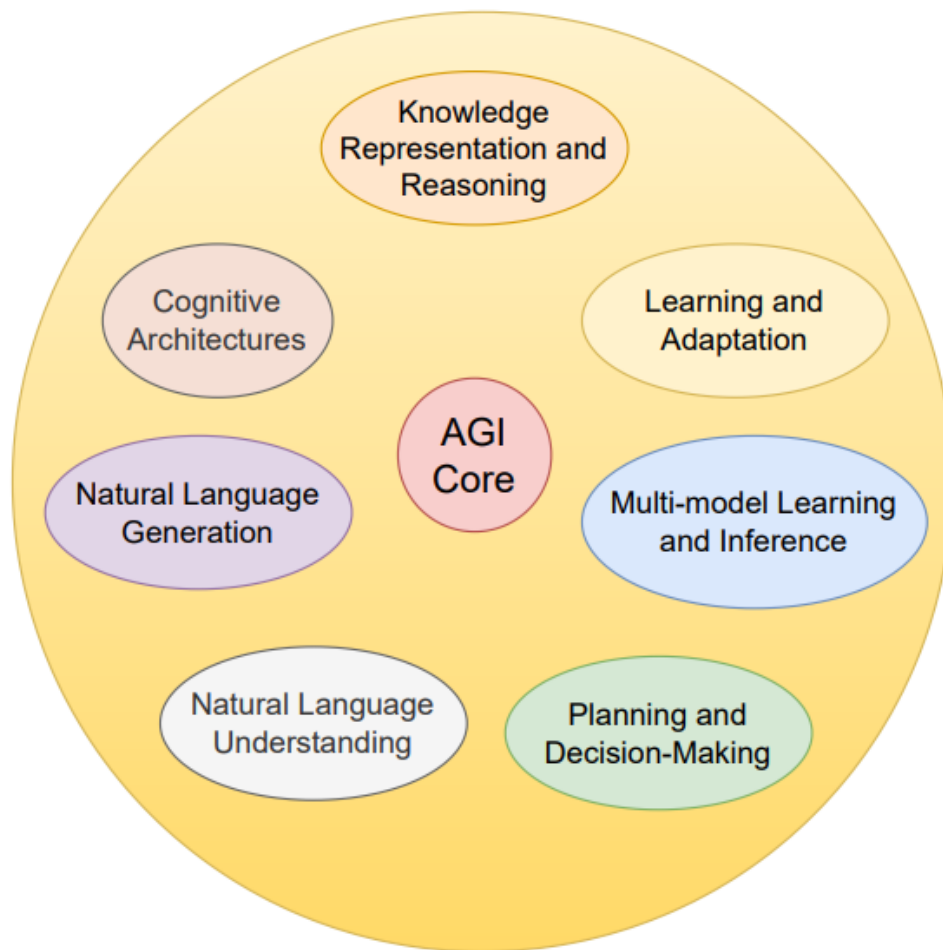 Knowledge
Representation and
Reasoning
Cognitive
Architectures
Learning and
Adaptation
AGI
Core
Natural Language
Generation
Multi-model Learning
and Inference
Natural Language
Understanding
Planning and
Decision-Making